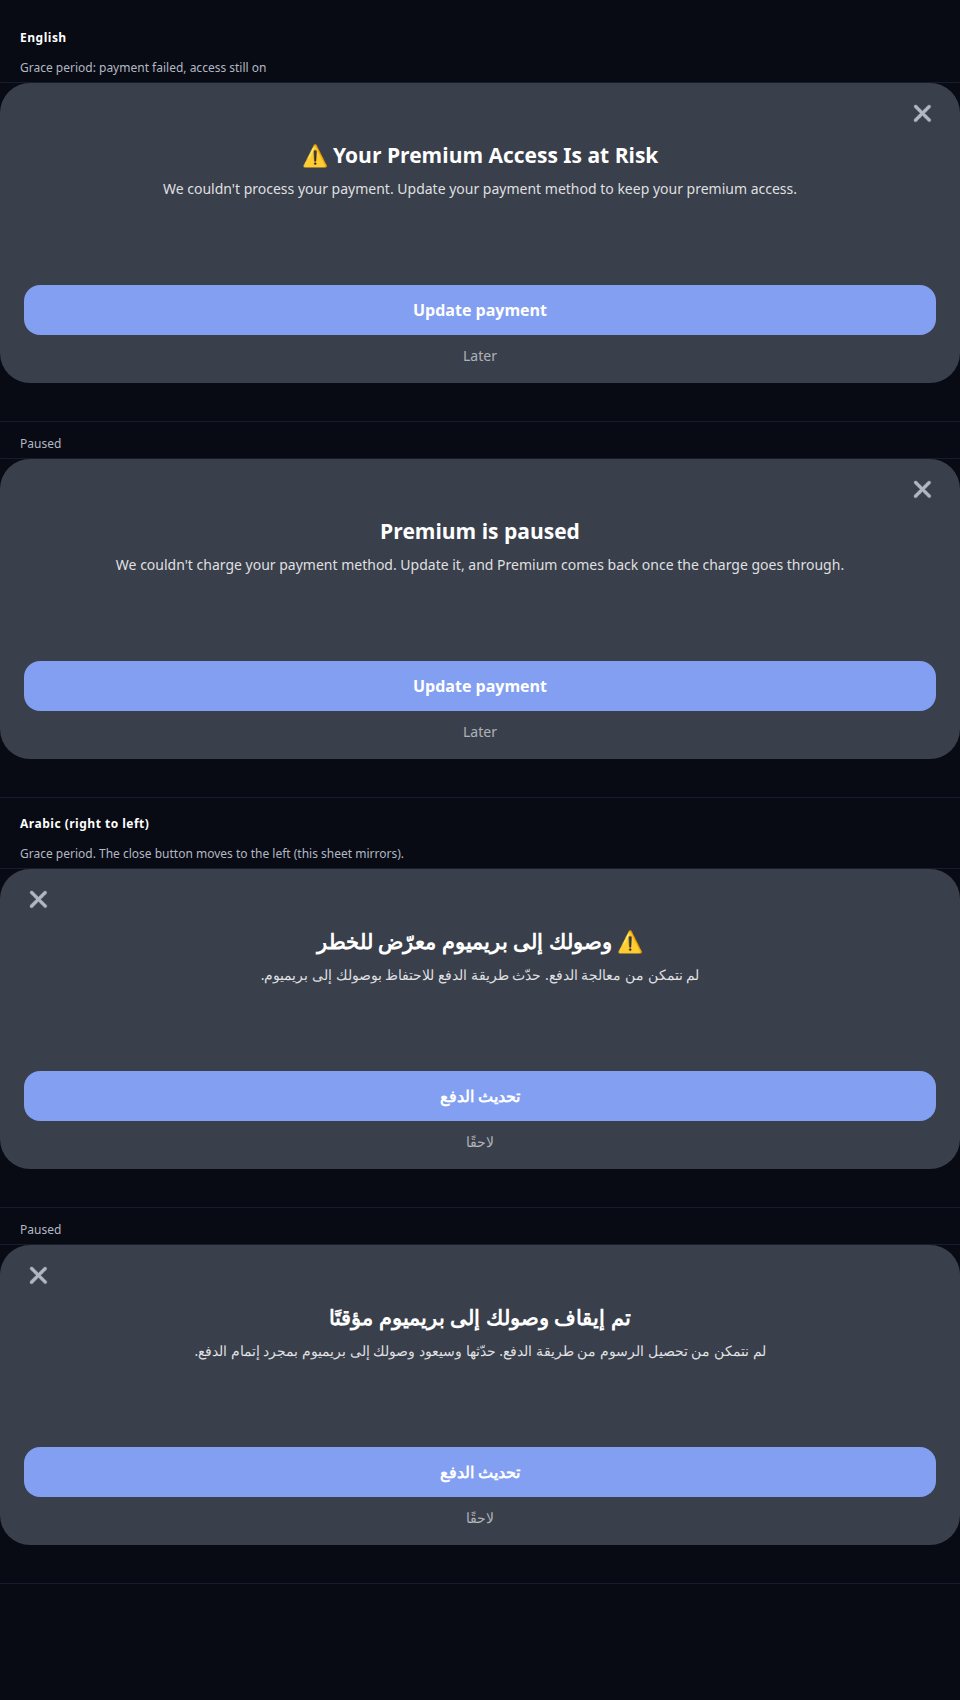 English
Grace period: payment failed, access still on
⚠️ Your Premium Access Is at Risk
We couldn't process your payment. Update your payment method to keep your premium access.
Update payment
Later
Paused
Premium is paused
We couldn't charge your payment method. Update it, and Premium comes back once the charge goes through.
Update payment
Later
Arabic (right to left)
Grace period. The close button moves to the left (this sheet mirrors).
⚠️ وصولك إلى بريميوم معرّض للخطر
لم نتمكن من معالجة الدفع. حدّث طريقة الدفع للاحتفاظ بوصولك إلى بريميوم.
تحديث الدفع
لاحقًا
Paused
تم إيقاف وصولك إلى بريميوم مؤقتًا
لم نتمكن من تحصيل الرسوم من طريقة الدفع. حدّثها وسيعود وصولك إلى بريميوم بمجرد إتمام الدفع.
تحديث الدفع
لاحقًا